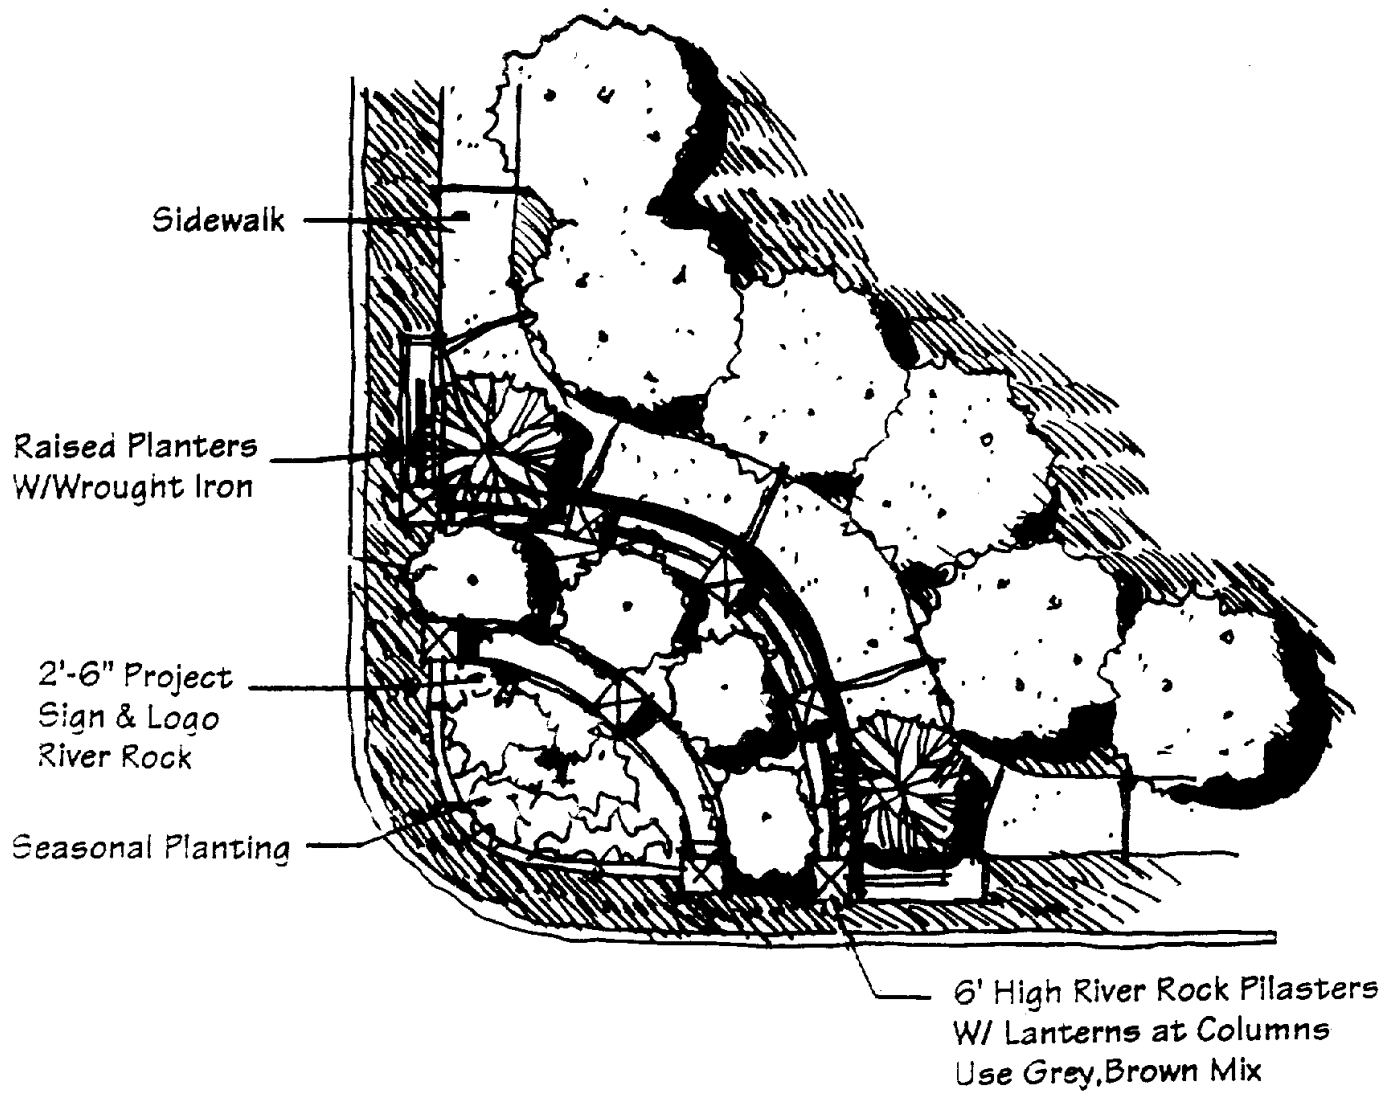 Sidewalk
Raised Planters
W/Wrought Iron
2'-6" Project
Sign & Logo
River Rock
Seasonal Planting
6' High River Rock Pilasters
W/ Lanterns at Columns
Use Grey,Brown Mix